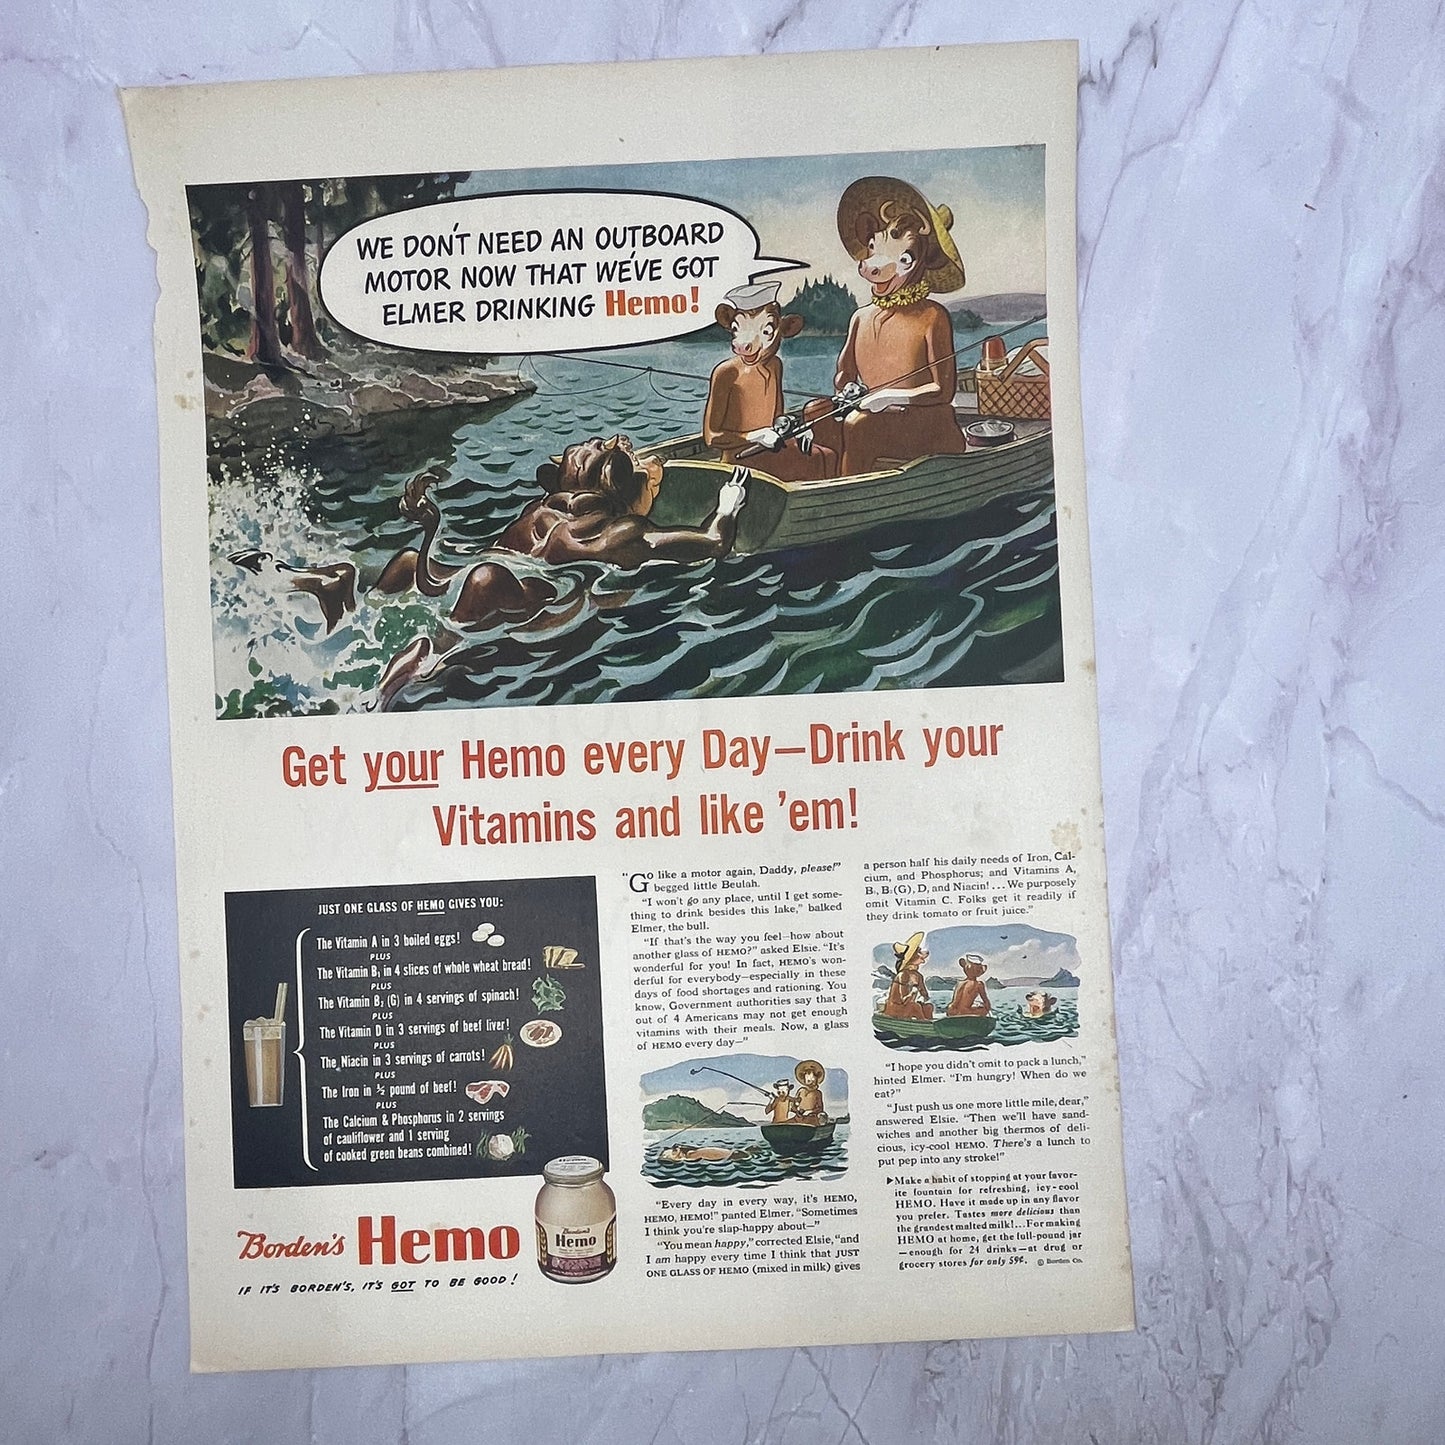 WE DON'T NEED AN OUTBOARD
MOTOR NOW THAT WE'VE GOT
ELMER DRINKING Hemo!
Get your Hemo every Day—Drink your
Vitamins and like 'em!
JUST ONE GLASS OF HEMO GIVES YOU:
The Vitamin A in 3 boiled eggs!
PLUS
The Vitamin B₁ in 4 slices of whole wheat bread!
PLUS
The Vitamin B₂ (G) in 4 servings of spinach!
PLUS
The Vitamin D in 3 servings of beef liver!
PLUS
The Niacin in 3 servings of carrots!
PLUS
The Iron in ½ pound of beef!
PLUS
The Calcium & Phosphorus in 2 servings
of cauliflower and 1 serving
of cooked green beans combined!
Borden's Hemo
IF IT'S BORDEN'S, IT'S GOT TO BE GOOD!
Borden's
Hemo
"Go like a motor again, Daddy, please!"
begged little Beulah.
"I won't go any place, until I get some-
thing to drink besides this lake," balked
Elmer, the bull.
"If that's the way you feel—how about
another glass of HEMO?" asked Elsie. "It's
wonderful for you! In fact, HEMO's won-
derful for everybody—especially in these
days of food shortages and rationing. You
know, Government authorities say that 3
out of 4 Americans may not get enough
vitamins with their meals. Now, a glass
of HEMO every day—"
"Every day in every way, it's HEMO,
HEMO, HEMO!" panted Elmer. "Sometimes
I think you're slap-happy about—"
"You mean happy," corrected Elsie, "and
I am happy every time I think that JUST
ONE GLASS OF HEMO (mixed in milk) gives
a person half his daily needs of Iron, Cal-
cium, and Phosphorus; and Vitamins A,
B₁, B₂(G), D, and Niacin!...We purposely
omit Vitamin C. Folks get it readily if
they drink tomato or fruit juice."
"I hope you didn't omit to pack a lunch,"
hinted Elmer. "I'm hungry! When do we
eat?"
"Just push us one more little mile, dear,"
answered Elsie. "Then we'll have sand-
wiches and another big thermos of deli-
cious, icy-cool HEMO. There's a lunch to
put pep into any stroke!"
▶Make a habit of stopping at your favor-
ite fountain for refreshing, icy-cool
HEMO. Have it made up in any flavor
you prefer. Tastes more delicious than
the grandest malted milk!...For making
HEMO at home, get the full-pound jar
—enough for 24 drinks—at drug or
grocery stores for only 59¢. © Borden Co.